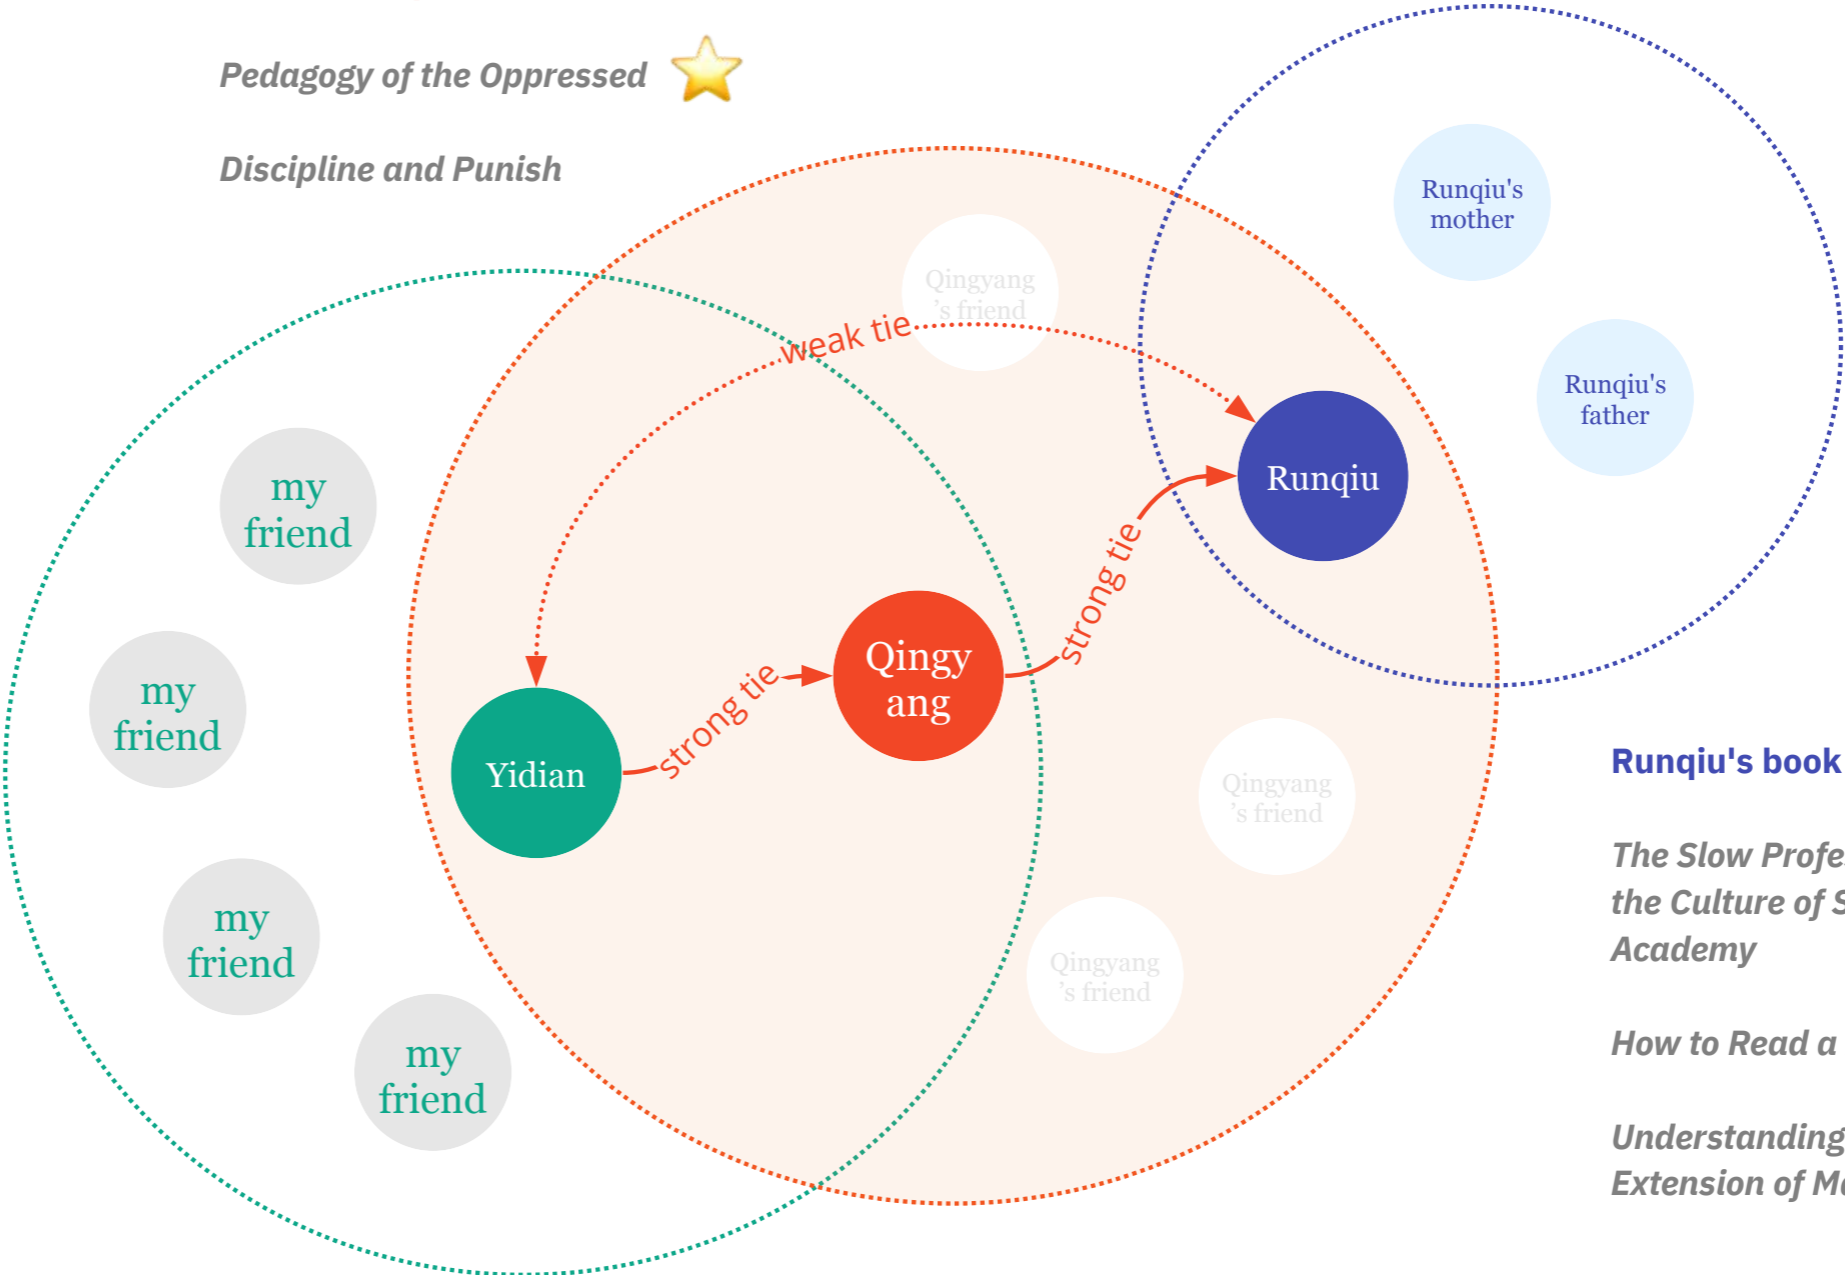 Pedagogy of the Oppressed
Discipline and Punish
Runqiu's
mother
Qingyang
’s friend
weak tie
Runqiu's
father
Runqiu
my
friend
strong tie
Qingy
ang
my
friend
strong tie
Yidian
Qingyang
’s friend
my
friend
Qingyang
’s friend
my
friend
Runqiu's book
The Slow
the Culture of
Academy
How to Read a
Understanding
Extension of